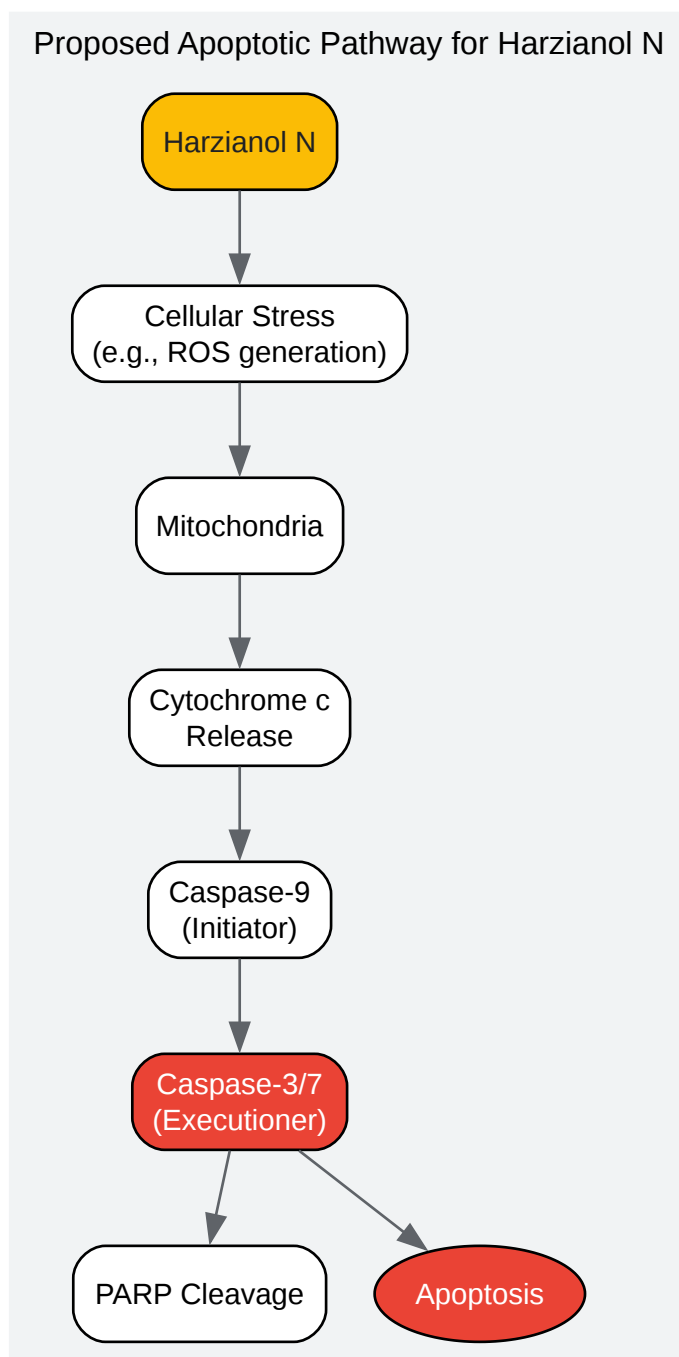 Proposed Apoptotic Pathway for Harzianol N
Harzianol N
Cellular Stress
(e.g., ROS generation)
Mitochondria
Cytochrome c
Release
Caspase-9
(Initiator)
Caspase-3/7
(Executioner)
PARP Cleavage
Apoptosis